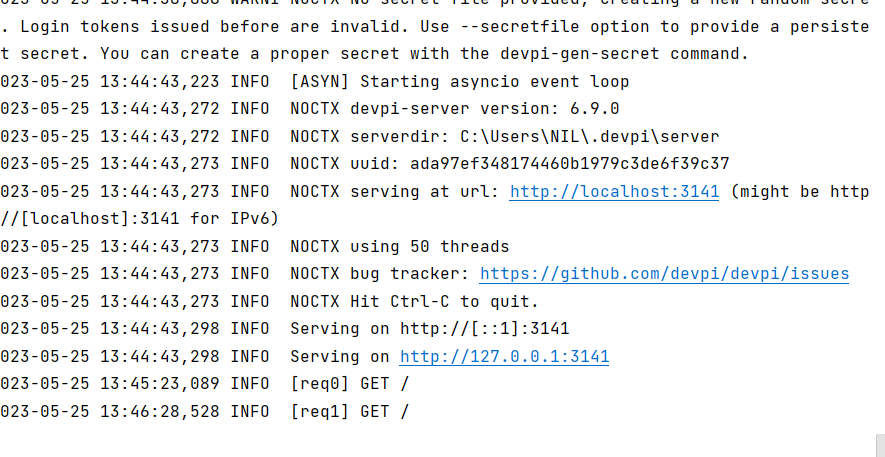 . Login tokens issued before are invalid. Use --secretfile option to provide a persiste
t secret. You can create a proper secret with the devpi-gen-secret command.
023-05-25 13:44:43,223 INFO  [ASYN] Starting asyncio event loop
023-05-25 13:44:43,272 INFO  NOCTX devpi-server version: 6.9.0
023-05-25 13:44:43,272 INFO  NOCTX serverdir: C:\Users\NIL\.devpi\server
023-05-25 13:44:43,273 INFO  NOCTX uuid: ada97ef348174460b1979c3de6f39c37
023-05-25 13:44:43,273 INFO  NOCTX serving at url: http://localhost:3141 (might be http
//[localhost]:3141 for IPv6)
023-05-25 13:44:43,273 INFO  NOCTX using 50 threads
023-05-25 13:44:43,273 INFO  NOCTX bug tracker: https://github.com/devpi/devpi/issues
023-05-25 13:44:43,273 INFO  NOCTX Hit Ctrl-C to quit.
023-05-25 13:44:43,298 INFO  Serving on http://[::1]:3141
023-05-25 13:44:43,298 INFO  Serving on http://127.0.0.1:3141
023-05-25 13:45:23,089 INFO  [req0] GET /
023-05-25 13:46:28,528 INFO  [req1] GET /